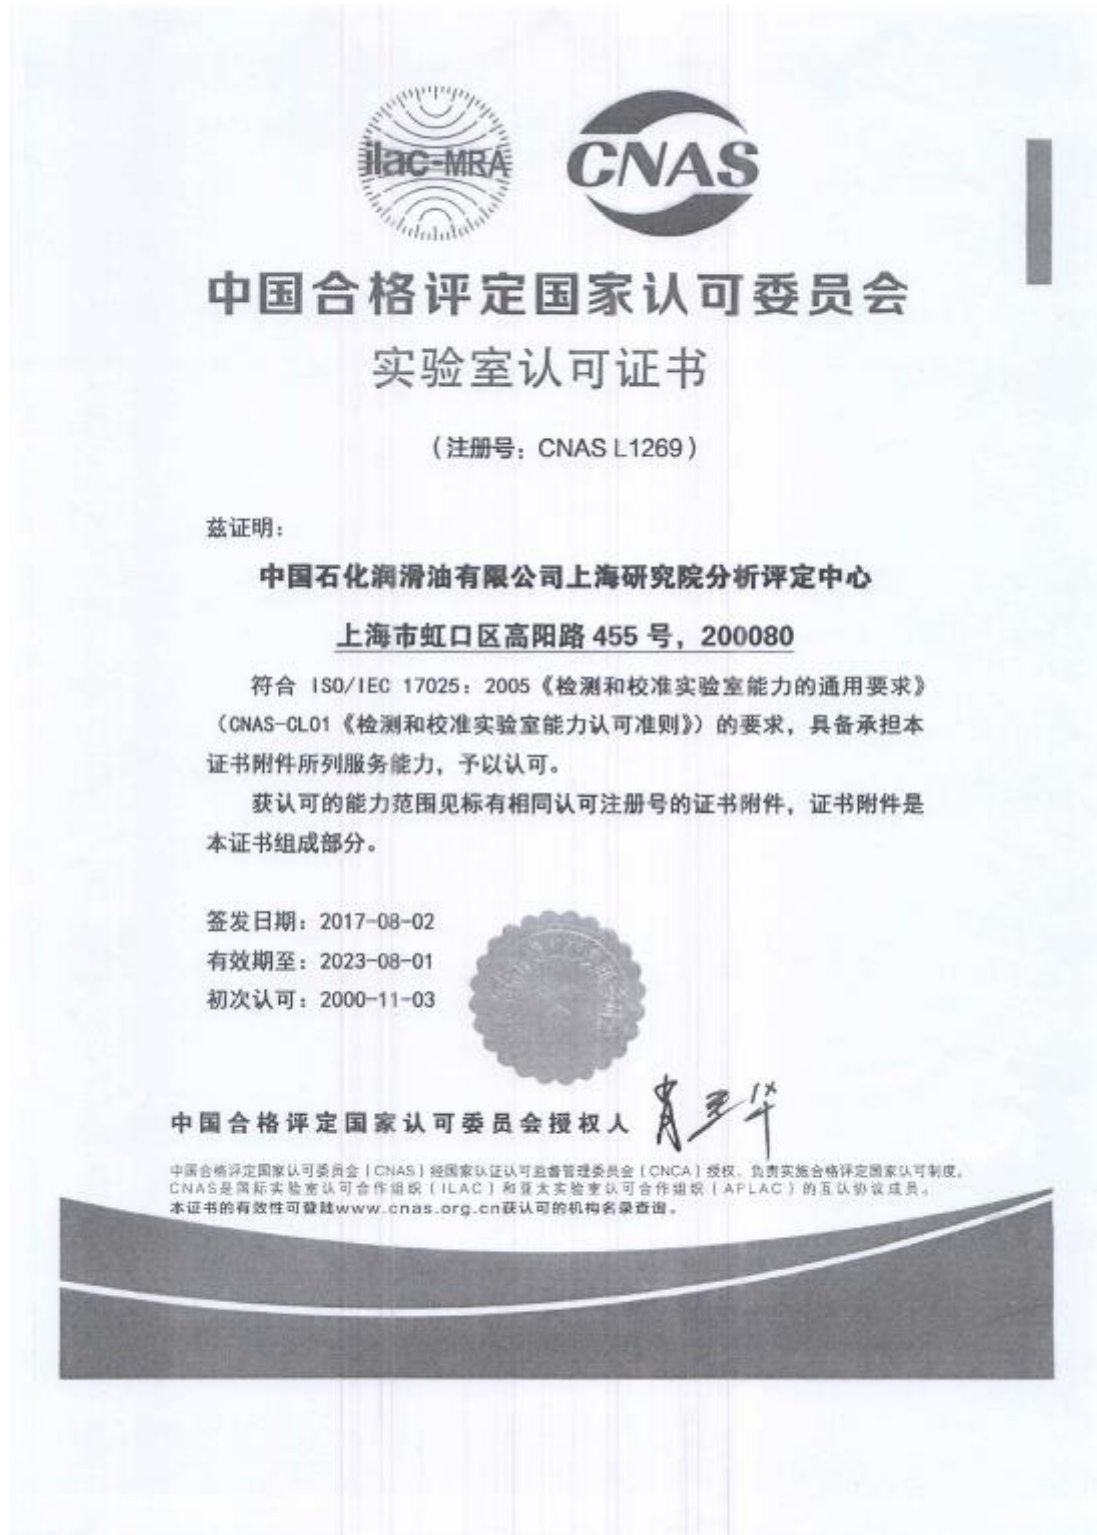 ilac-MRA
CNAS
中国合格评定国家认可委员会
实验室认可证书
（注册号：CNAS L1269）
兹证明：
中国石化润滑油有限公司上海研究院分析评定中心
上海市虹口区高阳路 455 号，200080
符合 ISO/IEC 17025：2005《检测和校准实验室能力的通用要求》
（CNAS-CL01《检测和校准实验室能力认可准则》）的要求，具备承担本
证书附件所列服务能力，予以认可。
获认可的能力范围见标有相同认可注册号的证书附件，证书附件是
本证书组成部分。
签发日期：2017-08-02
有效期至：2023-08-01
初次认可：2000-11-03
中国合格评定国家认可委员会授权人
中国合格评定国家认可委员会（CNAS）经国家认证认可监督管理委员会（CNCA）授权，负责实施合格评定国家认可制度。
CNAS是国际实验室认可合作组织（ILAC）和亚太实验室认可合作组织（APLAC）的互认协议成员。
本证书的有效性可登陆www.cnas.org.cn获认可的机构名录查询。